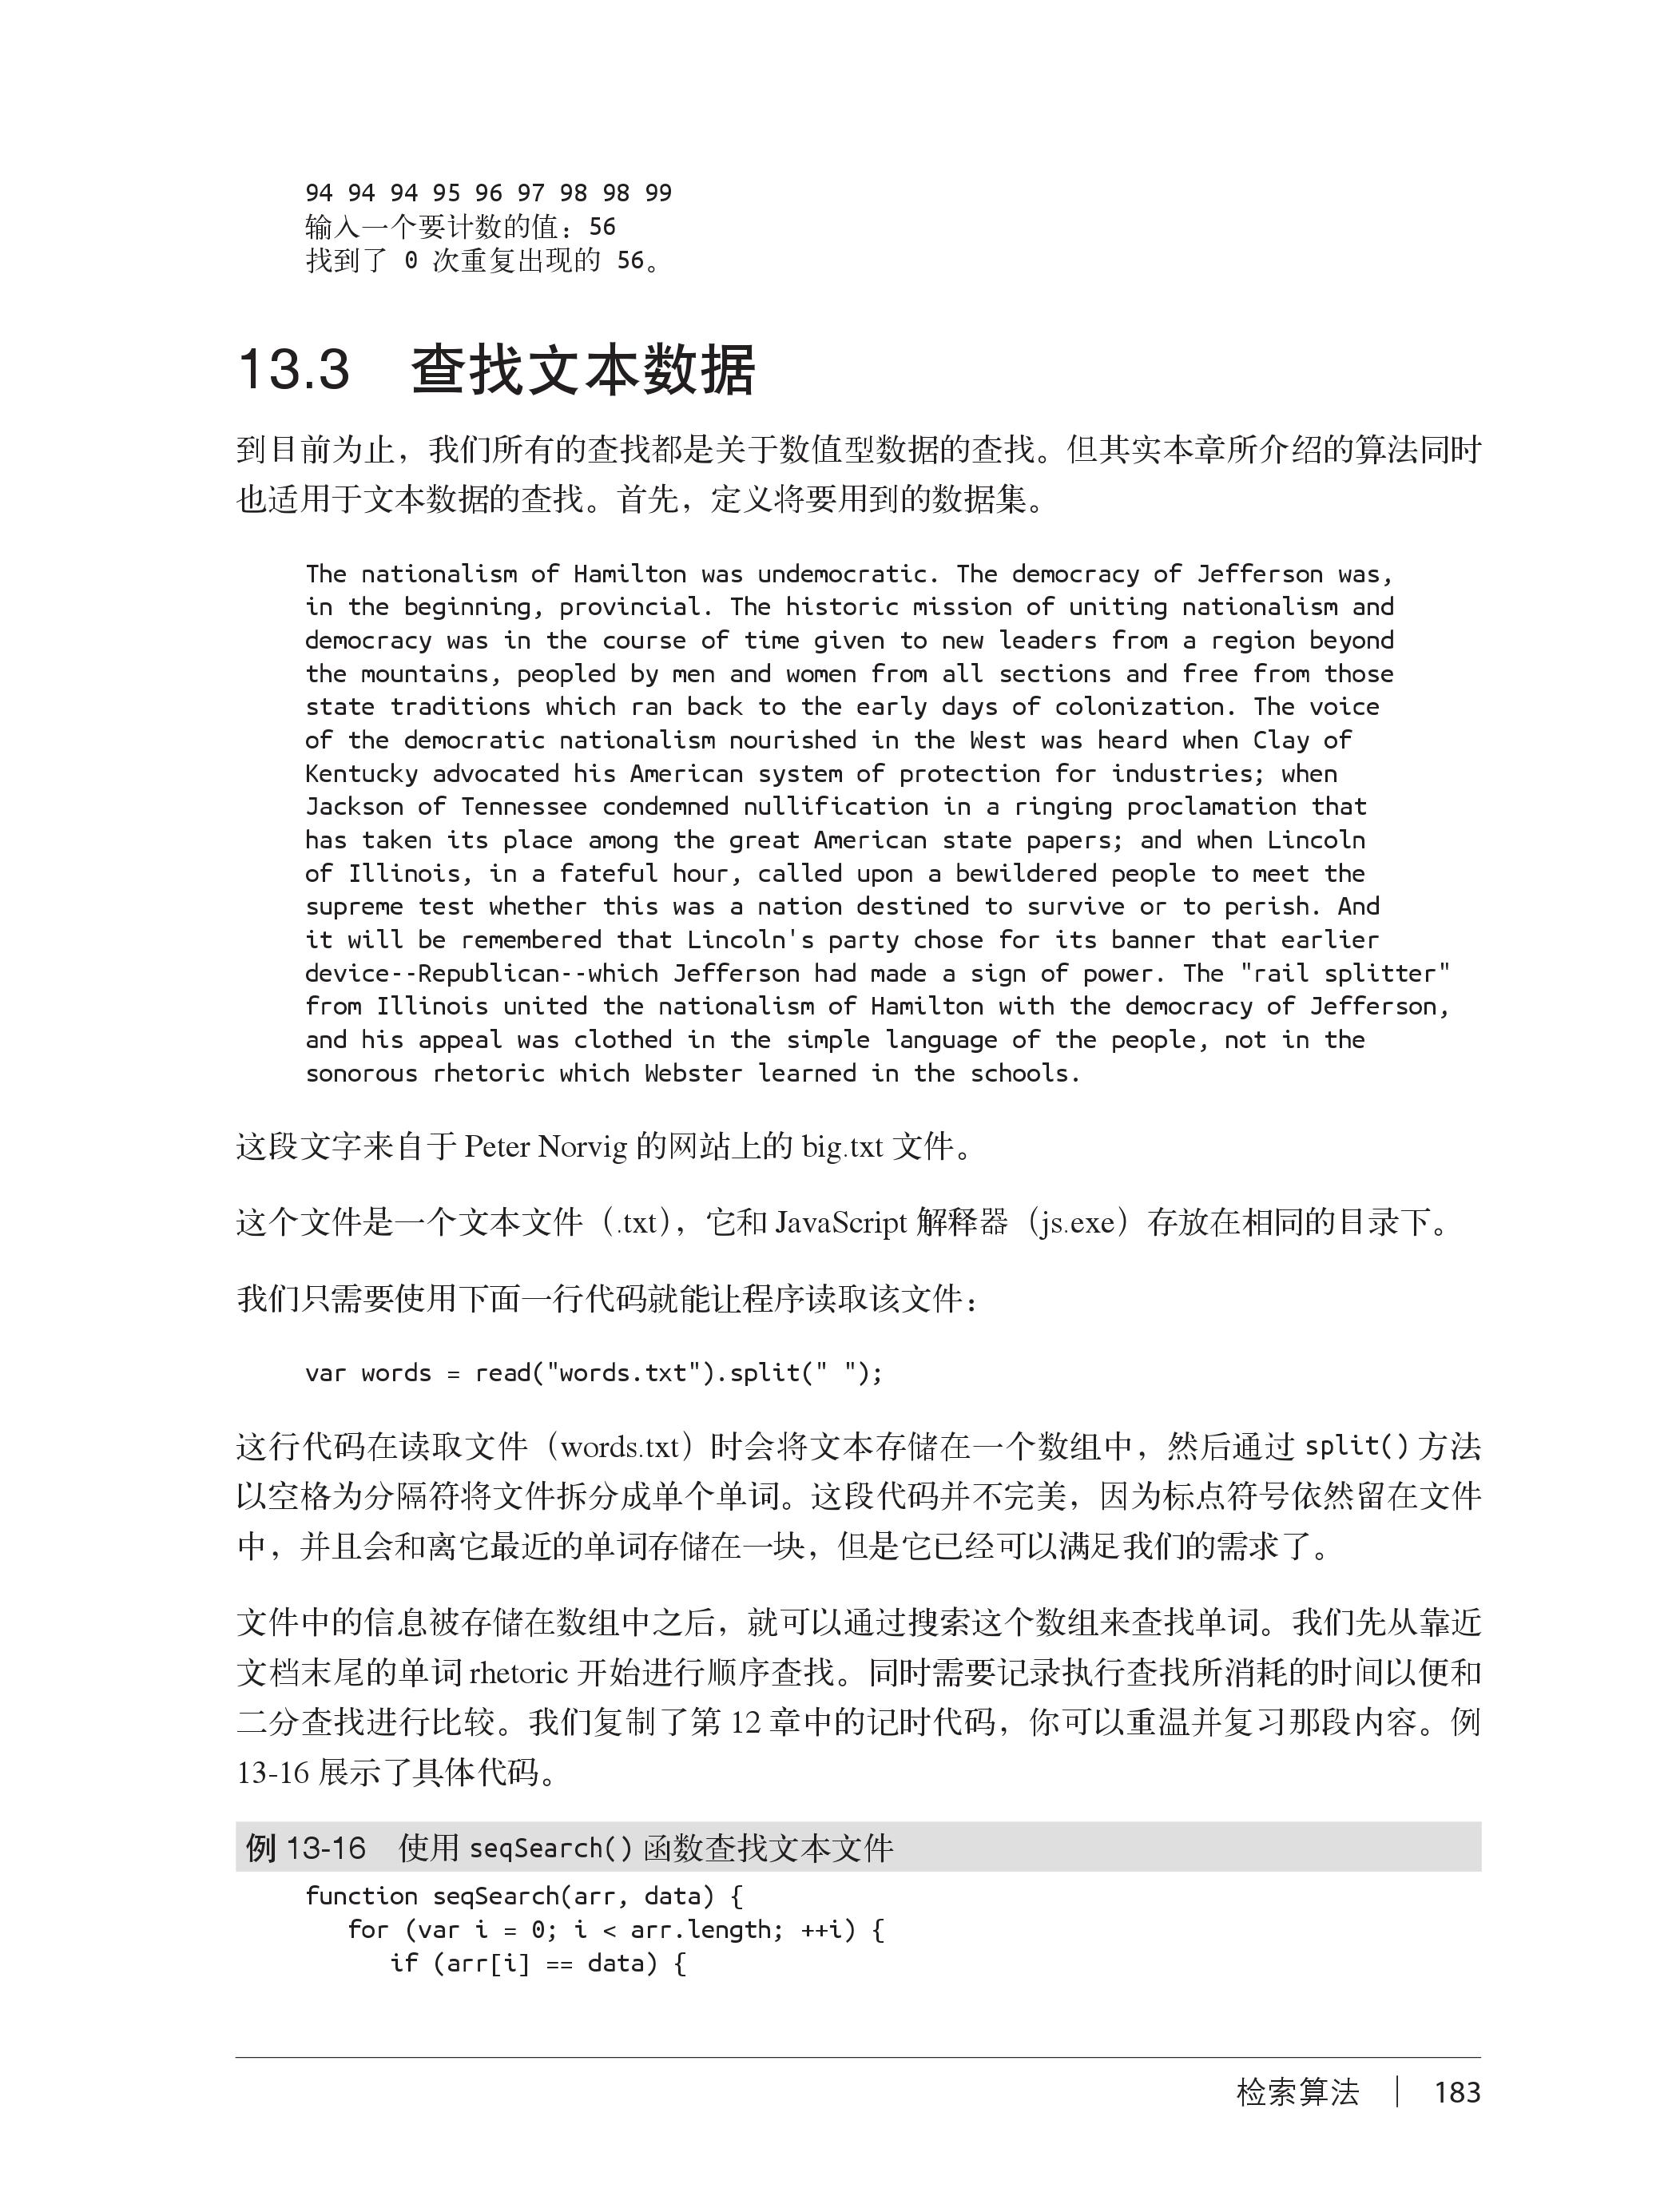 94 94 94 95 96 97 98 98 99
输入一个要计数的值：56
找到了 0 次重复出现的 56。
13.3 查找文本数据
到目前为止，我们所有的查找都是关于数值型数据的查找。但其实本章所介绍的算法同时
也适用于文本数据的查找。首先，定义将要用到的数据集。
The nationalism of Hamilton was undemocratic. The democracy of Jefferson was,
in the beginning, provincial. The historic mission of uniting nationalism and
democracy was in the course of time given to new leaders from a region beyond
the mountains, peopled by men and women from all sections and free from those
state traditions which ran back to the early days of colonization. The voice
of the democratic nationalism nourished in the West was heard when Clay of
Kentucky advocated his American system of protection for industries; when
Jackson of Tennessee condemned nullification in a ringing proclamation that
has taken its place among the great American state papers; and when Lincoln
of Illinois, in a fateful hour, called upon a bewildered people to meet the
supreme test whether this was a nation destined to survive or to perish. And
it will be remembered that Lincoln's party chose for its banner that earlier
device--Republican--which Jefferson had made a sign of power. The "rail splitter"
from Illinois united the nationalism of Hamilton with the democracy of Jefferson,
and his appeal was clothed in the simple language of the people, not in the
sonorous rhetoric which Webster learned in the schools.
这段文字来自于 Peter Norvig 的网站上的 big.txt 文件。
这个文件是一个文本文件（.txt），它和 JavaScript 解释器（js.exe）存放在相同的目录下。
我们只需要使用下面一行代码就能让程序读取该文件：
var words = read("words.txt").split(" ");
这行代码在读取文件（words.txt）时会将文本存储在一个数组中，然后通过 split() 方法
以空格为分隔符将文件拆分成单个单词。这段代码并不完美，因为标点符号依然留在文件
中，并且会和离它最近的单词存储在一块，但是它已经可以满足我们的需求了。
文件中的信息被存储在数组中之后，就可以通过搜索这个数组来查找单词。我们先从靠近
文档末尾的单词 rhetoric 开始进行顺序查找。同时需要记录执行查找所消耗的时间以便和
二分查找进行比较。我们复制了第 12 章中的记时代码，你可以重温并复习那段内容。例
13-16 展示了具体代码。
例 13-16 使用 seqSearch() 函数查找文本文件
function seqSearch(arr, data) {
   for (var i = 0; i < arr.length; ++i) {
      if (arr[i] == data) {
检索算法 | 183